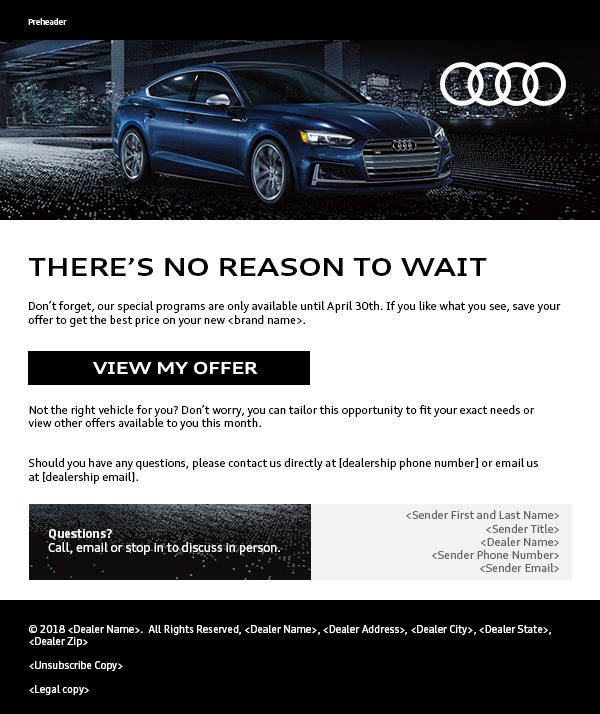 Preheader
THERE’S NO REASON TO WAIT
Don’t forget, our special programs are only available until April 30th. If you like what you see, save your
offer to get the best price on your new <brand name>.
VIEW MY OFFER
Not the right vehicle for you? Don’t worry, you can tailor this opportunity to fit your exact needs or
view other offers available to you this month.
Should you have any questions, please contact us directly at [dealership phone number] or email us
at [dealership email].
Questions?
Call, email or stop in to discuss in person.
<Sender First and Last Name>
<Sender Title>
<Dealer Name>
<Sender Phone Number>
<Sender Email>
© 2018 <Dealer Name>.  All Rights Reserved, <Dealer Name>, <Dealer Address>, <Dealer City>, <Dealer State>,
<Dealer Zip>
<Unsubscribe Copy>
<Legal copy>